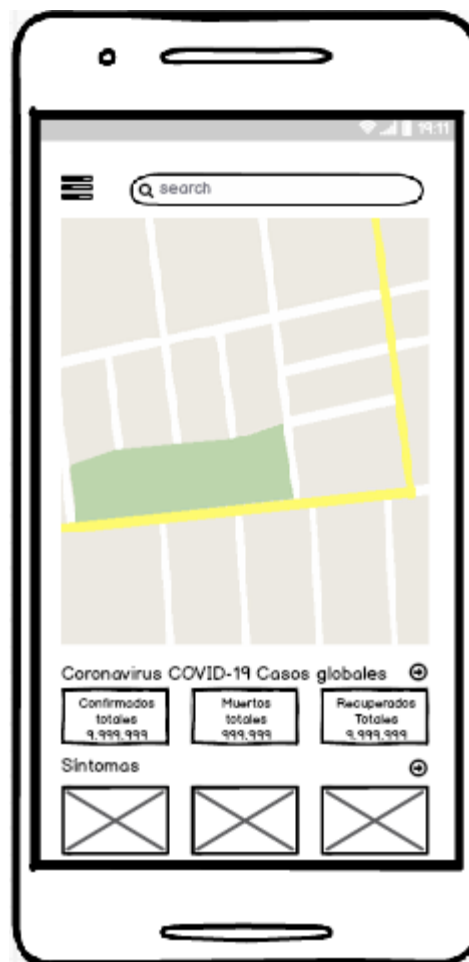 19:11
search
Coronavirus COVID-19 Casos globales
Confirmados
totales
9.999.999
Muertos
totales
999.999
Recuperados
Totales
9.999.999
Síntomas